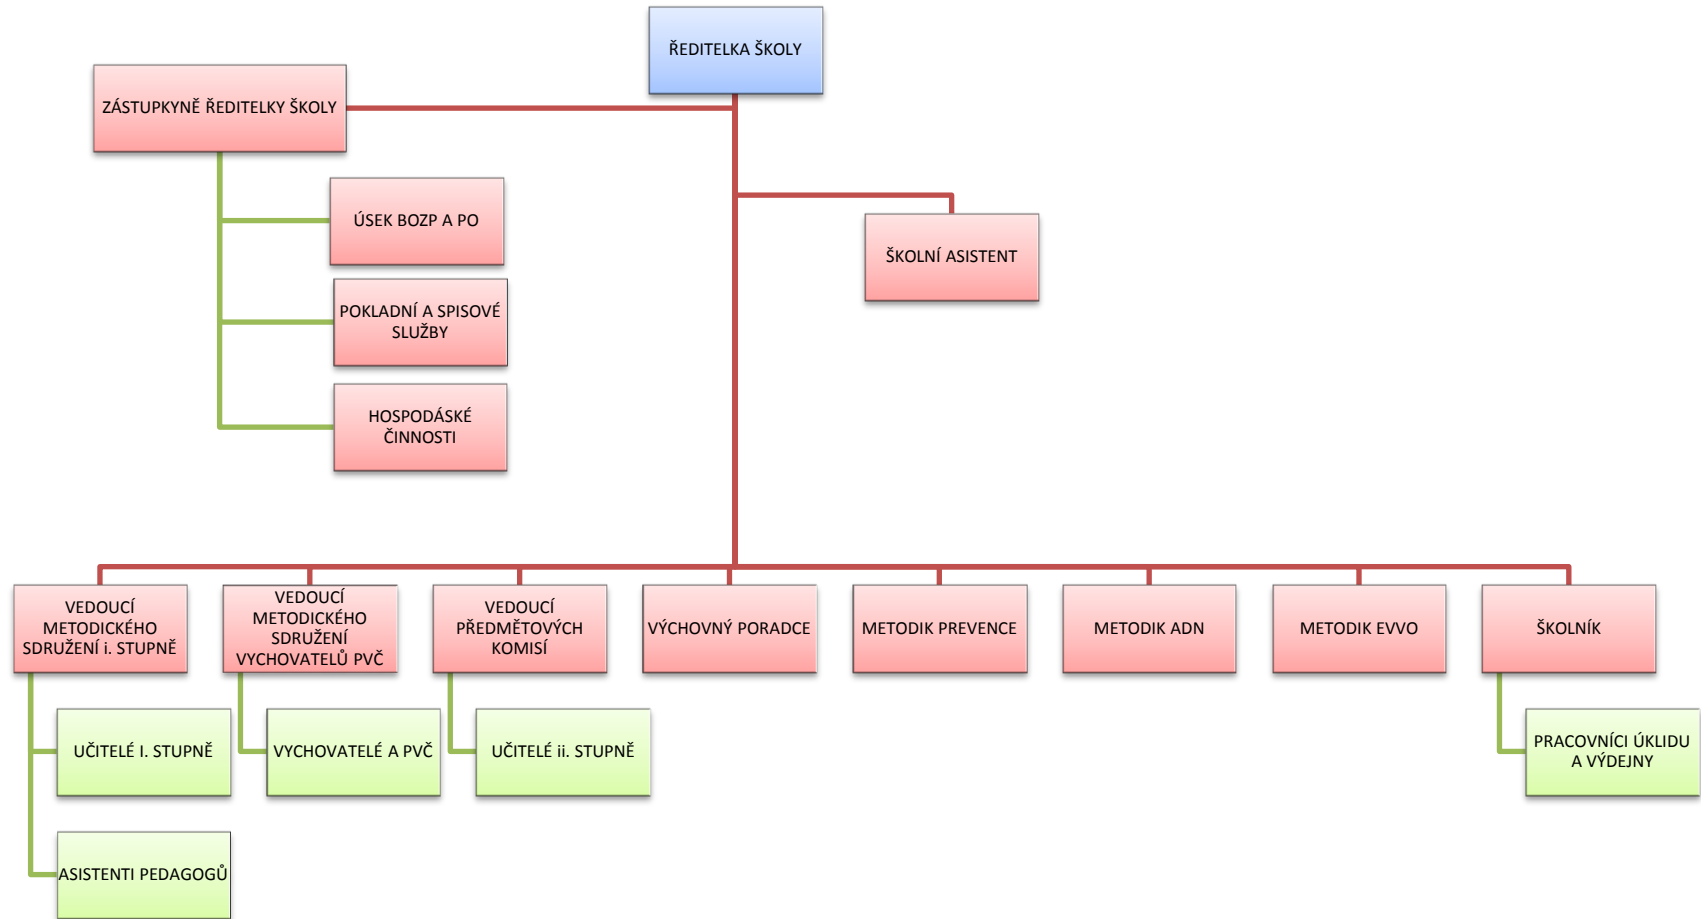 ŘEDITELKA ŠKOLY
ZÁSTUPKYNĚ ŘEDITELKY ŠKOLY
ÚSEK BOZP A PO
ŠKOLNÍ ASISTENT
POKLADNÍ A SPISOVÉ
SLUŽBY
HOSPODÁSKÉ
ČINNOSTI
VEDOUCÍ
METODICKÉHO
SDRUŽENÍ i. STUPNĚ
VEDOUCÍ
METODICKÉHO
SDRUŽENÍ
VYCHOVATELŮ PVČ
VEDOUCÍ
PŘEDMĚTOVÝCH
KOMISÍ
VÝCHOVNÝ PORADCE
METODIK PREVENCE
METODIK ADN
METODIK EVVO
ŠKOLNÍK
UČITELÉ I. STUPNĚ
VYCHOVATELÉ A PVČ
UČITELÉ ii. STUPNĚ
PRACOVNÍCI ÚKLIDU
A VÝDEJNY
ASISTENTI PEDAGOGŮ